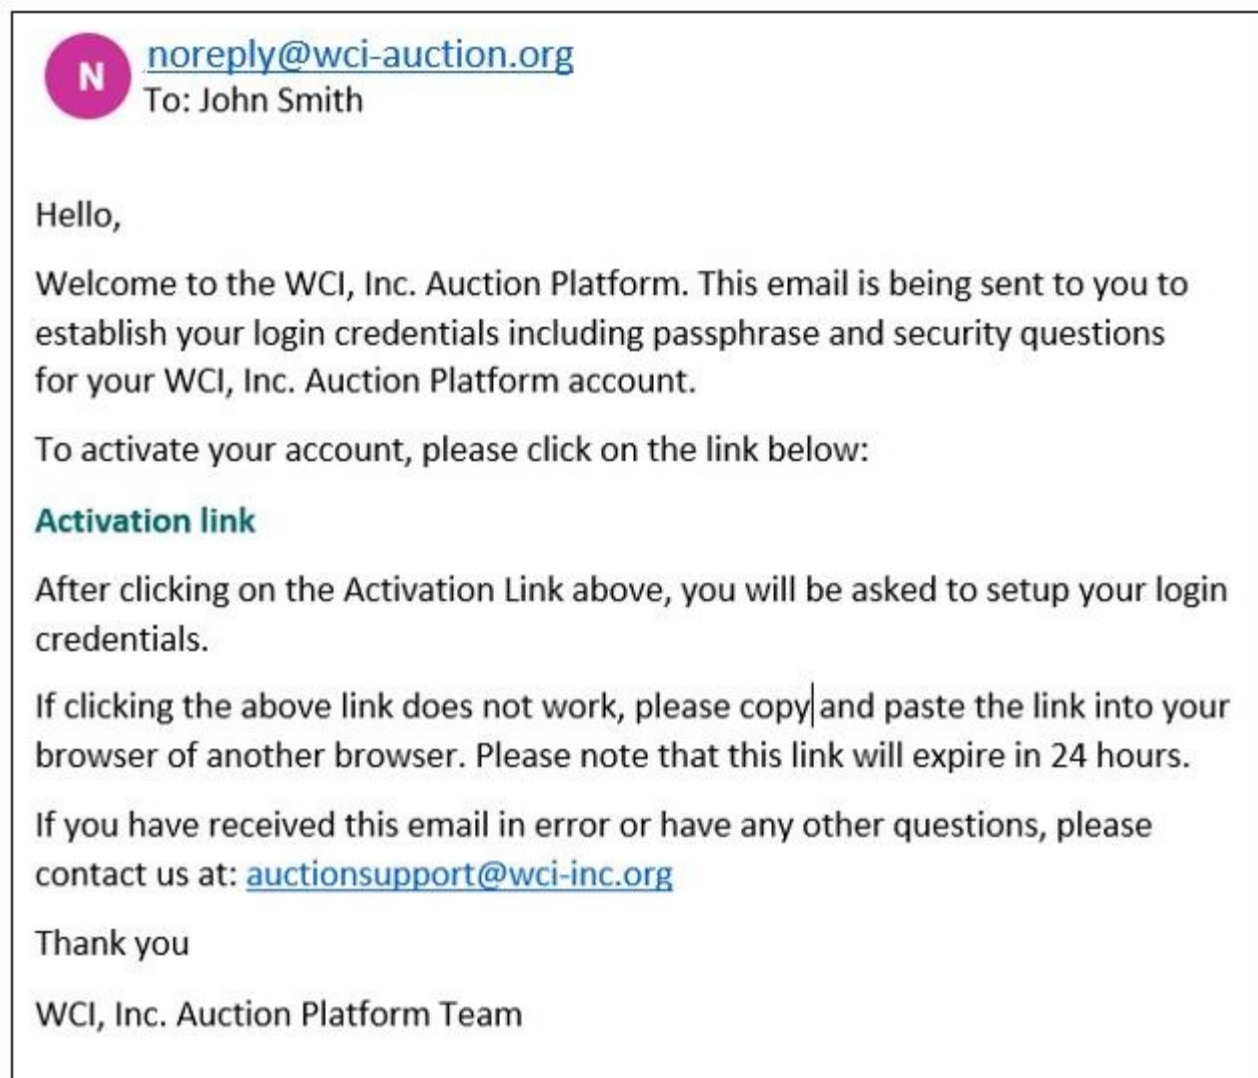 N
noreply@wci-auction.org
To: John Smith
Hello,
Welcome to the WCI, Inc. Auction Platform. This email is being sent to you to
establish your login credentials including passphrase and security questions
for your WCI, Inc. Auction Platform account.
To activate your account, please click on the link below:
Activation link
After clicking on the Activation Link above, you will be asked to setup your login
credentials.
If clicking the above link does not work, please copy and paste the link into your
browser of another browser. Please note that this link will expire in 24 hours.
If you have received this email in error or have any other questions, please
contact us at: auctionsupport@wci-inc.org
Thank you
WCI, Inc. Auction Platform Team